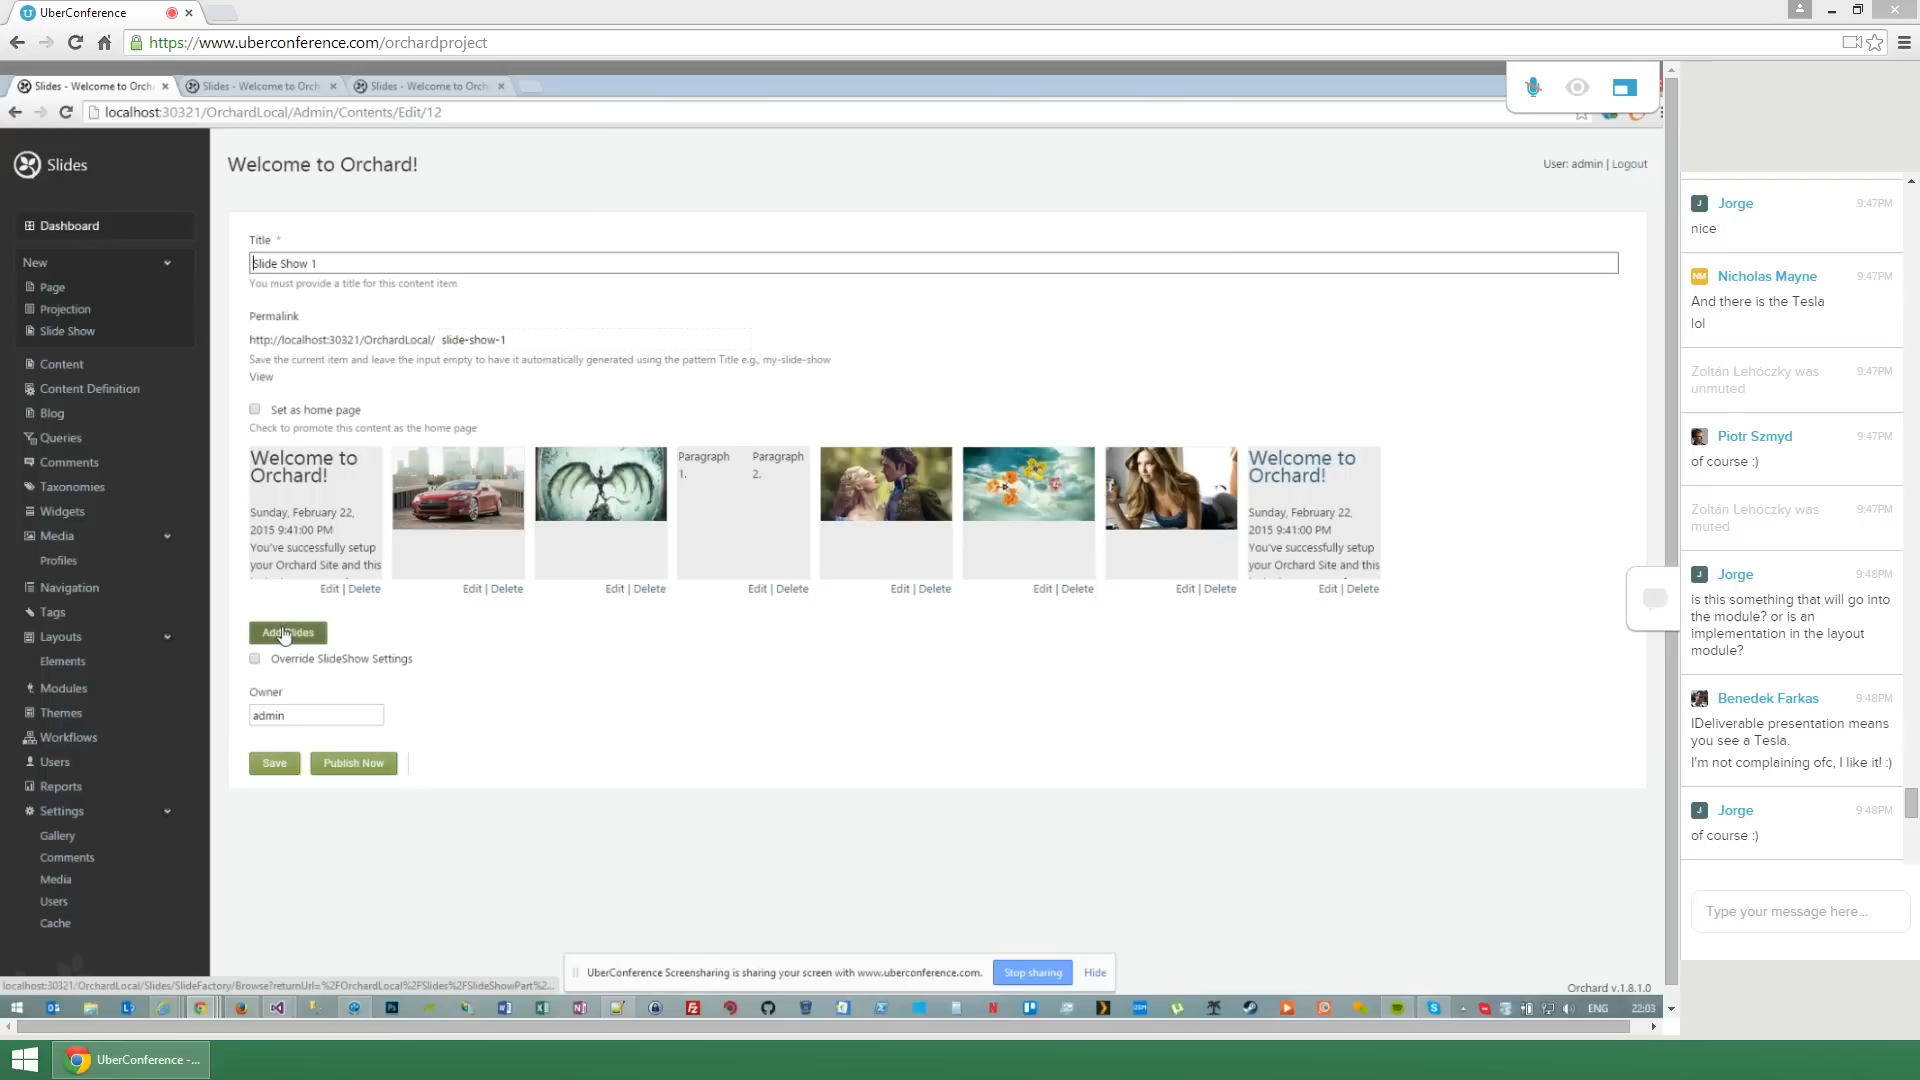 UberConference
https://www.uberconference.com/orchardproject
Slides - Welcome to Orch
Slides - Welcome to Orch
Slides - Welcome to Orch
localhost:30321/OrchardLocal/Admin/Contents/Edit/12
Slides
Dashboard
New
Page
Projection
Slide Show
Content
Content Definition
Blog
Queries
Comments
Taxonomies
Widgets
Media
Profiles
Navigation
Tags
Layouts
Elements
Modules
Themes
Workflows
Users
Reports
Settings
Gallery
Comments
Media
Users
Cache
Welcome to Orchard!
User: admin | Logout
Title *
Slide Show 1
You must provide a title for this content item
Permalink
http://localhost:30321/OrchardLocal/ slide-show-1
Save the current item and leave the input empty to have it automatically generated using the pattern Title e.g., my-slide-show
View
Set as home page
Check to promote this content as the home page
Welcome to
Orchard!
Sunday, February 22,
2015 9:41:00 PM
You've successfully setup
your Orchard Site and this
Paragraph 1.
Paragraph 2.
Welcome to
Orchard!
Sunday, February 22,
2015 9:41:00 PM
You've successfully setup
your Orchard Site and this
Edit | Delete
Edit | Delete
Edit | Delete
Edit | Delete
Edit | Delete
Edit | Delete
Edit | Delete
Edit | Delete
Add Slides
Override SlideShow Settings
Owner
admin
Save
Publish Now
UberConference Screensharing is sharing your screen with www.uberconference.com.
Stop sharing
Hide
localhost:30321/OrchardLocal/Slides/SlideFactory/Browse?returnUrl=%2FOrchardLocal%2FSlides%2FSlideShowPart%2...
Orchard v.1.8.1.0
ENG
22:03
Jorge 9:47PM
nice
Nicholas Mayne 9:47PM
And there is the Tesla
lol
Zoltán Lehóczky was 9:47PM
unmuted
Piotr Szmyd 9:47PM
of course :)
Zoltán Lehóczky was 9:47PM
muted
Jorge 9:48PM
is this something that will go into
the module? or is an
implementation in the layout
module?
Benedek Farkas 9:48PM
IDeliverable presentation means
you see a Tesla.
I'm not complaining ofc, I like it! :)
Jorge 9:48PM
of course :)
Type your message here...
UberConference -...